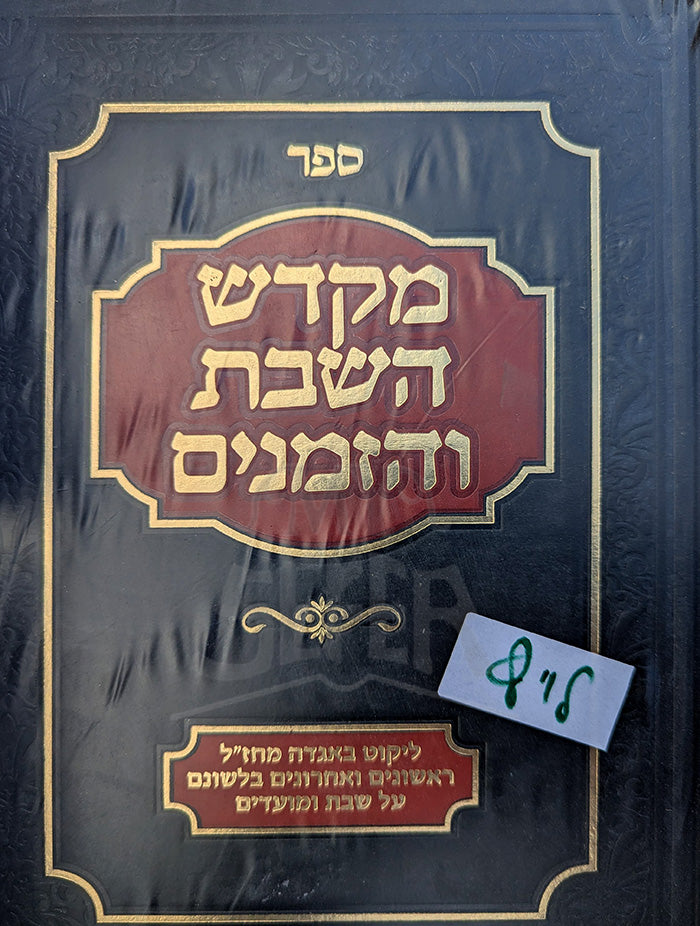 ספר
מקדש
השבת
והזמנים
ליקוט באגדה מחז״ל
ראשונים ואחרונים בלשונם
על שבת ומועדים